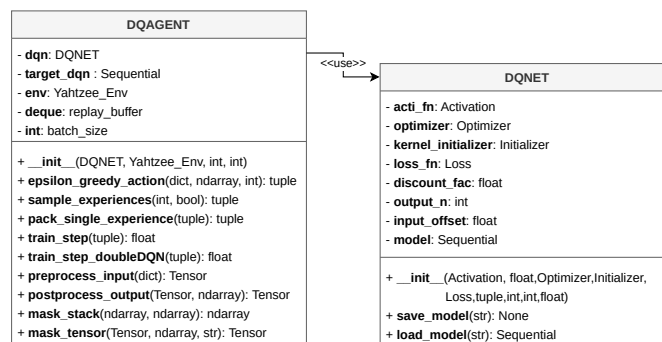 DQAGENT
- dqn: DQNET
- target_dqn : Sequential
- env: Yahtzee_Env
- deque: replay_buffer
- int: batch_size
+ __init__(DQNET, Yahtzee_Env, int, int)
+ epsilon_greedy_action(dict, ndarray, int): tuple
+ sample_experiences(int, bool): tuple
+ pack_single_experience(tuple): tuple
+ train_step(tuple): float
+ train_step_doubleDQN(tuple): float
+ preprocess_input(dict): Tensor
+ postprocess_output(Tensor, ndarray): Tensor
+ mask_stack(ndarray, ndarray): ndarray
+ mask_tensor(Tensor, ndarray, str): Tensor
<<use>>
DQNET
- acti_fn: Activation
- optimizer: Optimizer
- kernel_initializer: Initializer
- loss_fn: Loss
- discount_fac: float
- output_n: int
- input_offset: float
- model: Sequential
+ __init__(Activation, float,Optimizer,Initializer,
Loss,tuple,int,int,float)
+ save_model(str): None
+ load_model(str): Sequential